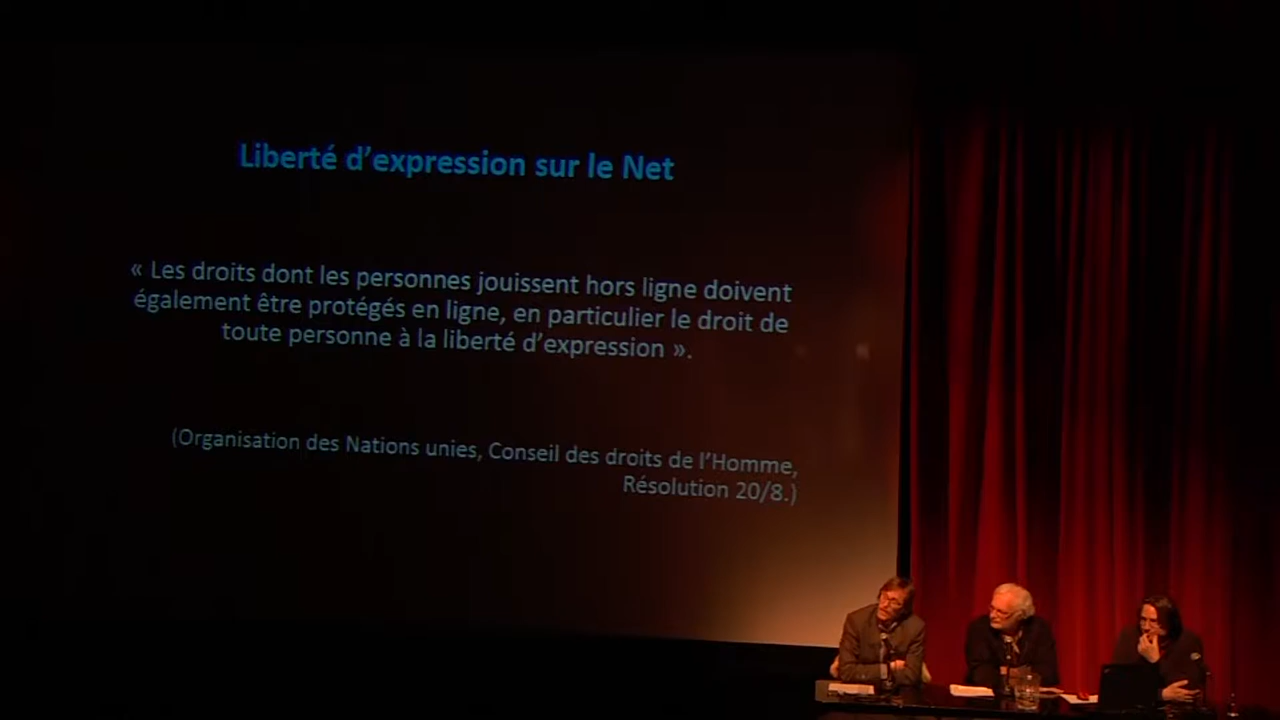 Liberté d’expression sur le Net
« Les droits dont les personnes jouissent hors ligne doivent
également être protégés en ligne, en particulier le droit de
toute personne à la liberté d’expression ».
(Organisation des Nations unies, Conseil des droits de l’Homme,
Résolution 20/8.)